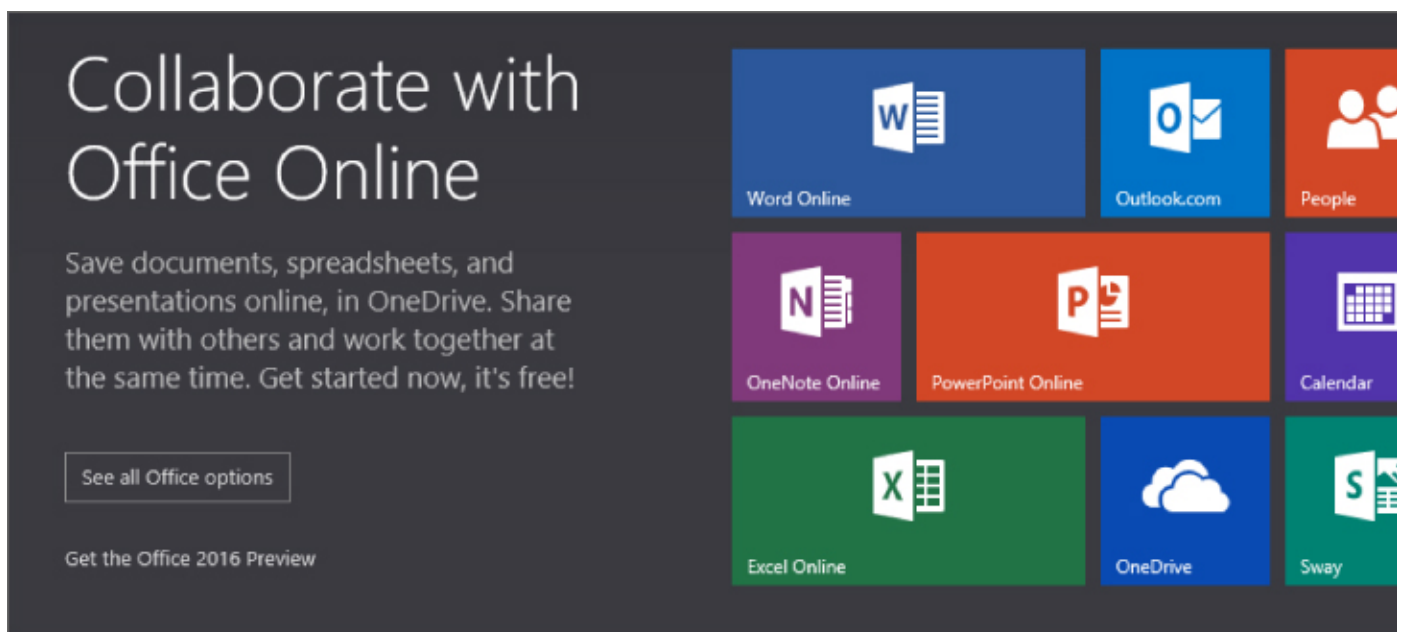 Collaborate with
Office Online
Save documents, spreadsheets, and
presentations online, in OneDrive. Share
them with others and work together at
the same time. Get started now, it's free!
See all Office options
Get the Office 2016 Preview
W
Word Online
O
Outlook.com
People
N
OneNote Online
P
PowerPoint Online
Calendar
X
Excel Online
OneDrive
S
Sway